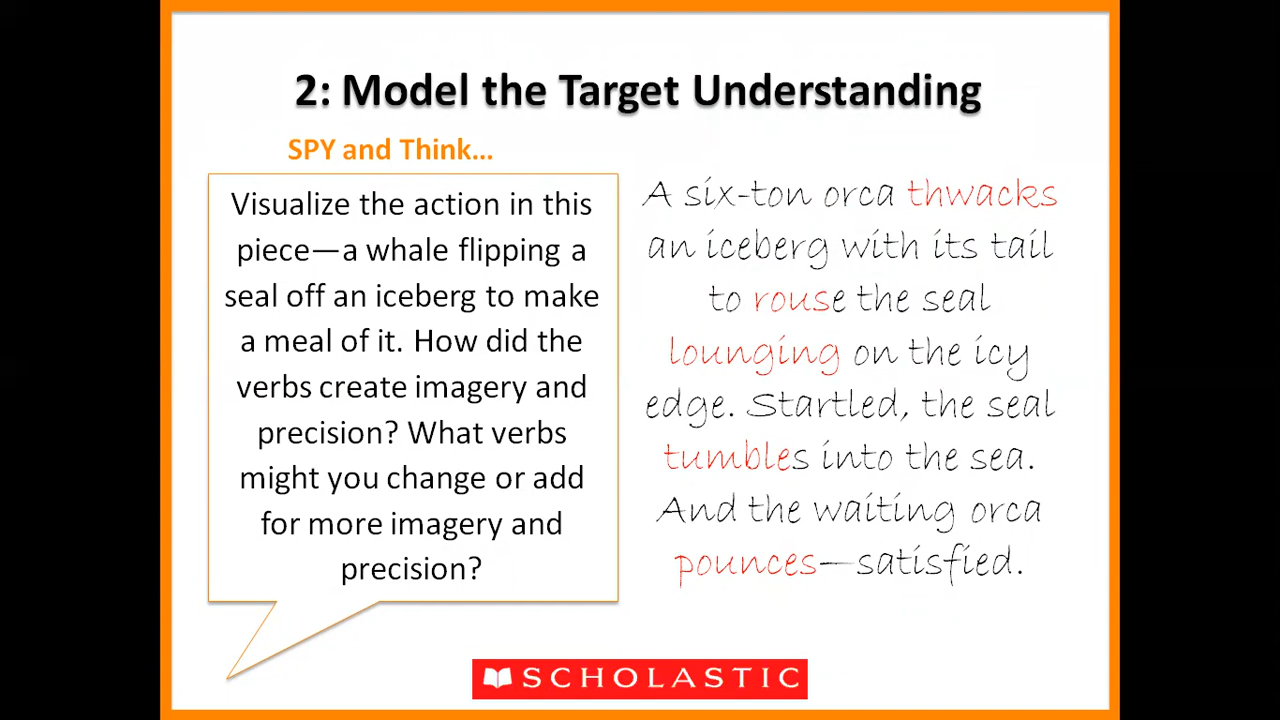 2: Model the Target Understanding
SPY and Think…
Visualize the action in this
piece—a whale flipping a
seal off an iceberg to make
a meal of it. How did the
verbs create imagery and
precision? What verbs
might you change or add
for more imagery and
precision?
A six-ton orca thwacks
an iceberg with its tail
to rouse the seal
lounging on the icy
edge. Startled, the seal
tumbles into the sea.
And the waiting orca
pounces—satisfied.
SCHOLASTIC